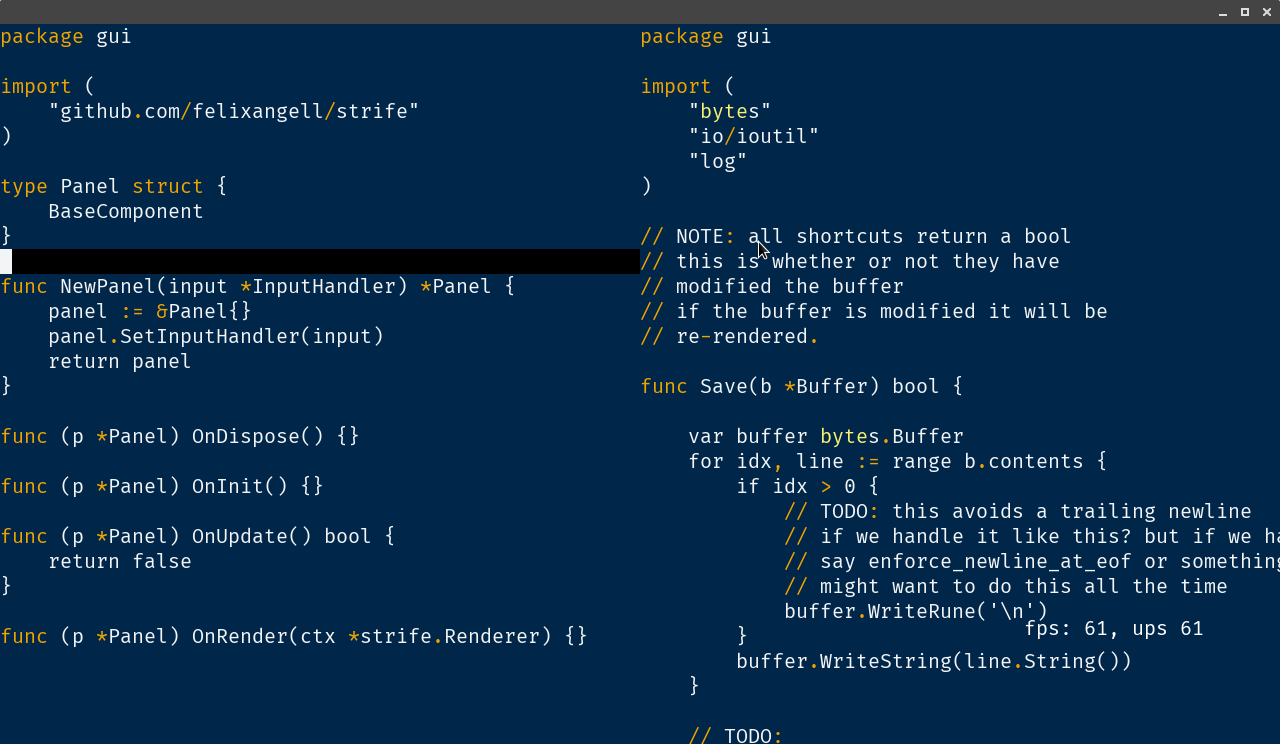 package gui
import (
    "github.com/felixangell/strife"
)
type Panel struct {
    BaseComponent
}
func NewPanel(input *InputHandler) *Panel {
    panel := &Panel{}
    panel.SetInputHandler(input)
    return panel
}
func (p *Panel) OnDispose() {}
func (p *Panel) OnInit() {}
func (p *Panel) OnUpdate() bool {
    return false
}
func (p *Panel) OnRender(ctx *strife.Renderer) {}
package gui
import (
    "bytes"
    "io/ioutil"
    "log"
)
// NOTE: all shortcuts return a bool
// this is whether or not they have
// modified the buffer
// if the buffer is modified it will be
// re-rendered.
func Save(b *Buffer) bool {
    var buffer bytes.Buffer
    for idx, line := range b.contents {
        if idx > 0 {
            // TODO: this avoids a trailing newline
            // if we handle it like this? but if we
            // say enforce_newline_at_eof or something
            // might want to do this all the time
            buffer.WriteRune('\n')
        }
fps: 61, ups 61
        buffer.WriteString(line.String())
    }
    // TODO: